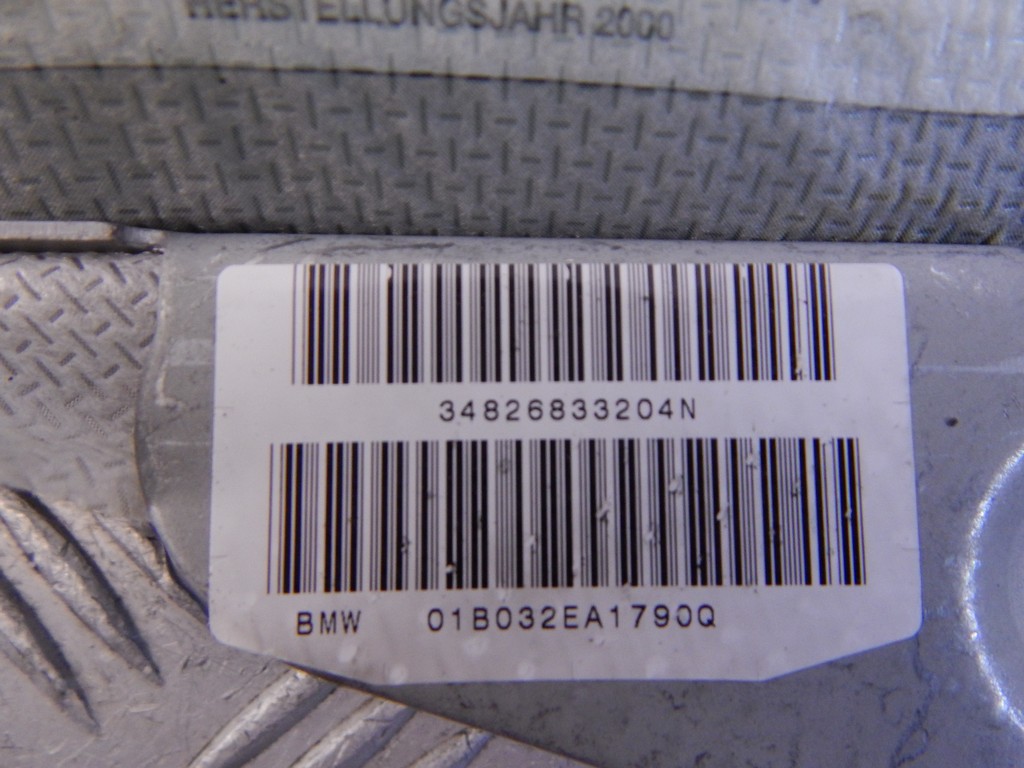 HERSTELLUNGSJAHR 2000
34826833204N
BMW 01B032EA1790Q